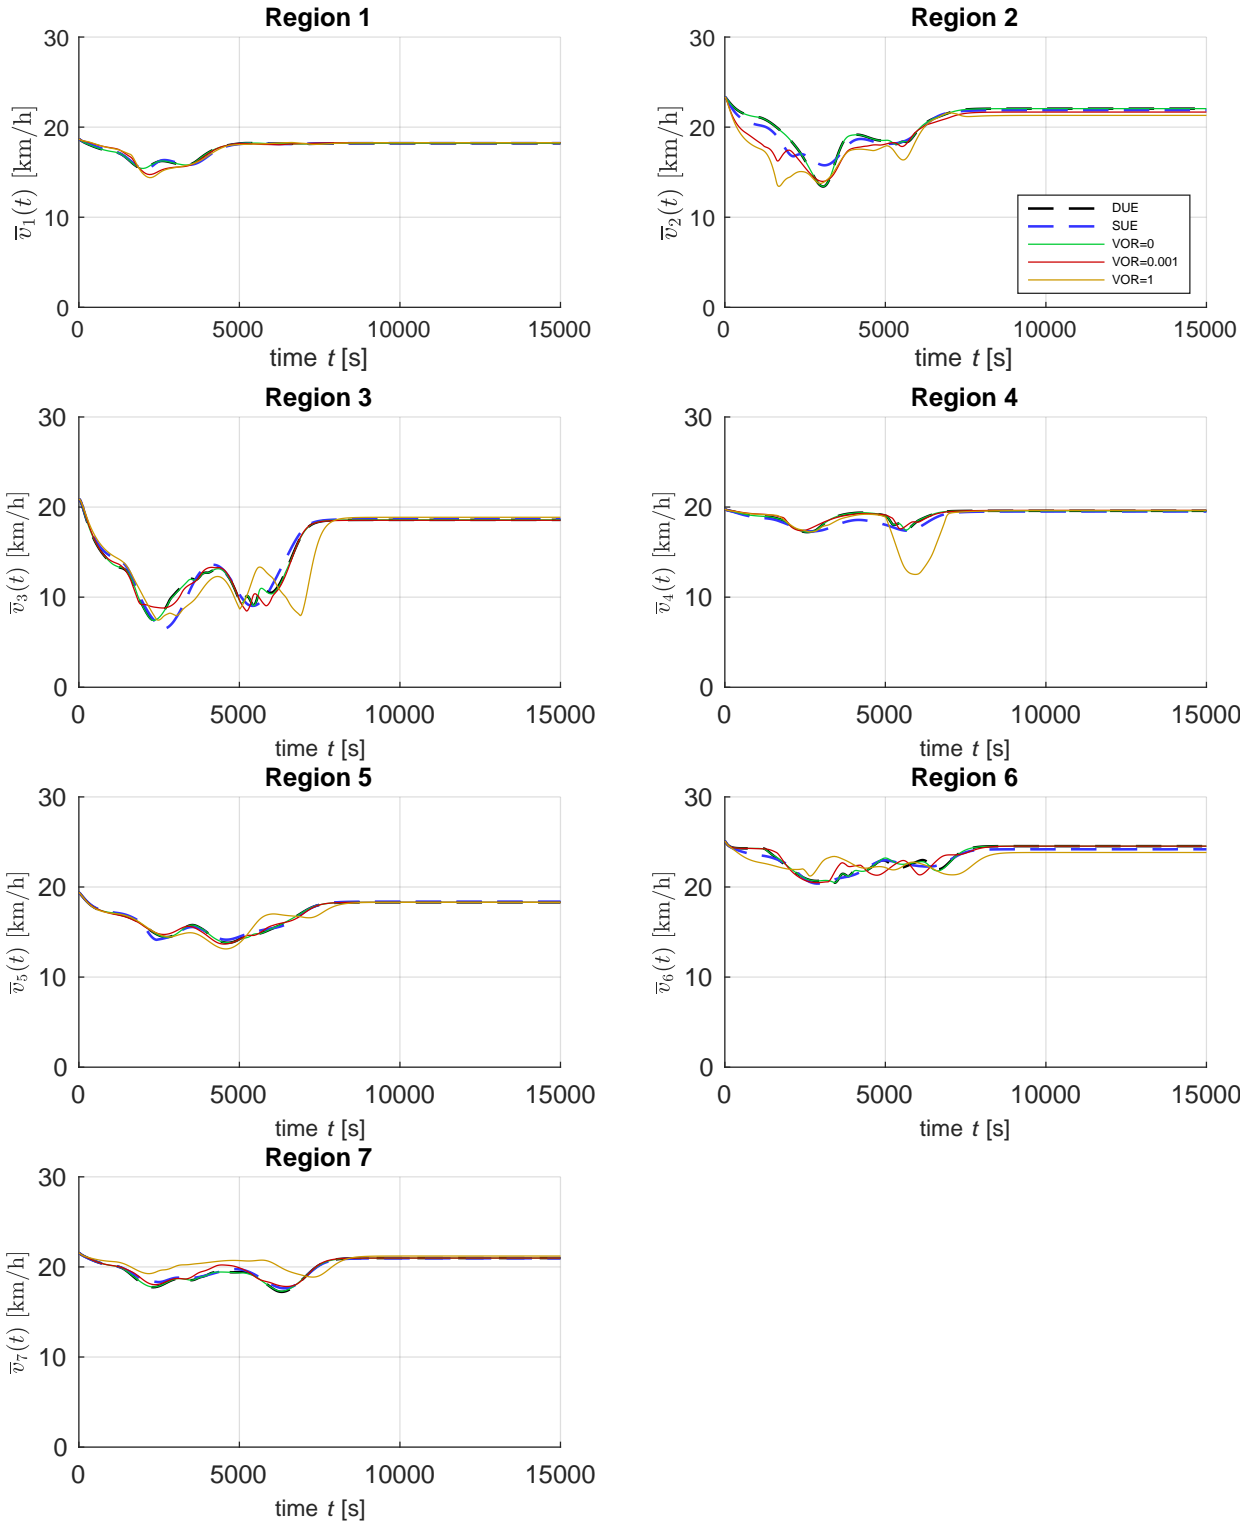 Region 1
30
20
10
0
0 5000 10000 15000
v̅₁(t) [km/h]
time t [s]
Region 2
30
20
10
0
0 5000 10000 15000
v̅₂(t) [km/h]
time t [s]
DUE
SUE
VOR=0
VOR=0.001
VOR=1
Region 3
30
20
10
0
0 5000 10000 15000
v̅₃(t) [km/h]
time t [s]
Region 4
30
20
10
0
0 5000 10000 15000
v̅₄(t) [km/h]
time t [s]
Region 5
30
20
10
0
0 5000 10000 15000
v̅₅(t) [km/h]
time t [s]
Region 6
30
20
10
0
0 5000 10000 15000
v̅₆(t) [km/h]
time t [s]
Region 7
30
20
10
0
0 5000 10000 15000
v̅₇(t) [km/h]
time t [s]